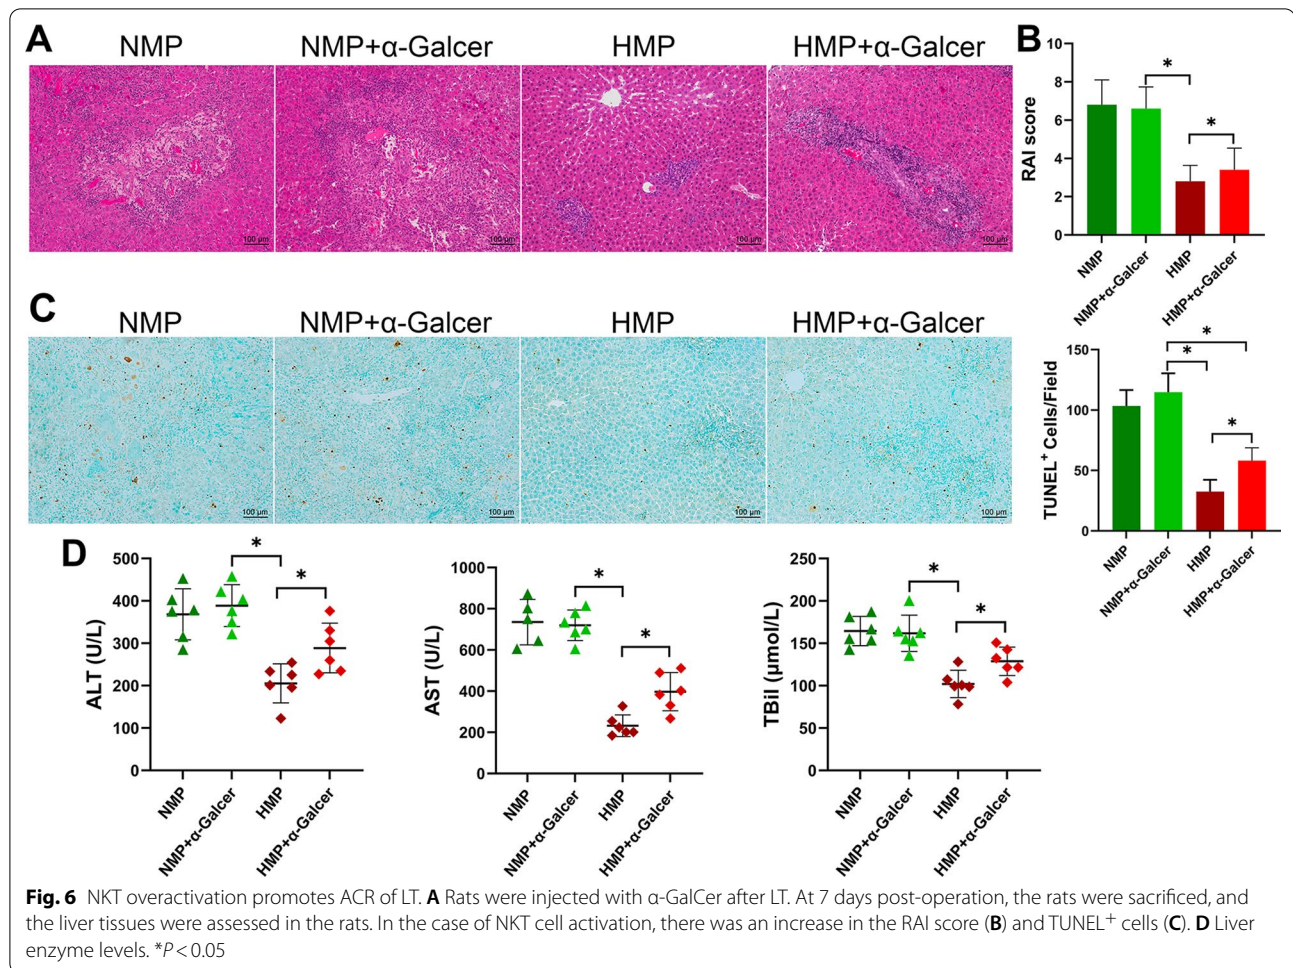 A
NMP
NMP+α-Galcer
HMP
HMP+α-Galcer
100 µm
100 µm
100 µm
100 µm
B
RAI score
10
8
6
4
2
0
*
*
NMP
NMP+α-Galcer
HMP
HMP+α-Galcer
C
NMP
NMP+α-Galcer
HMP
HMP+α-Galcer
100 µm
100 µm
100 µm
100 µm
TUNEL⁺ Cells/Field
150
100
50
0
*
*
*
NMP
NMP+α-Galcer
HMP
HMP+α-Galcer
D
ALT (U/L)
500
400
300
200
100
0
*
*
NMP
NMP+α-Galcer
HMP
HMP+α-Galcer
AST (U/L)
1000
800
600
400
200
0
*
*
NMP
NMP+α-Galcer
HMP
HMP+α-Galcer
TBil (µmol/L)
250
200
150
100
50
0
*
*
NMP
NMP+α-Galcer
HMP
HMP+α-Galcer
Fig. 6 NKT overactivation promotes ACR of LT. A Rats were injected with α-GalCer after LT. At 7 days post-operation, the rats were sacrificed, and
the liver tissues were assessed in the rats. In the case of NKT cell activation, there was an increase in the RAI score (B) and TUNEL⁺ cells (C). D Liver
enzyme levels. *P < 0.05